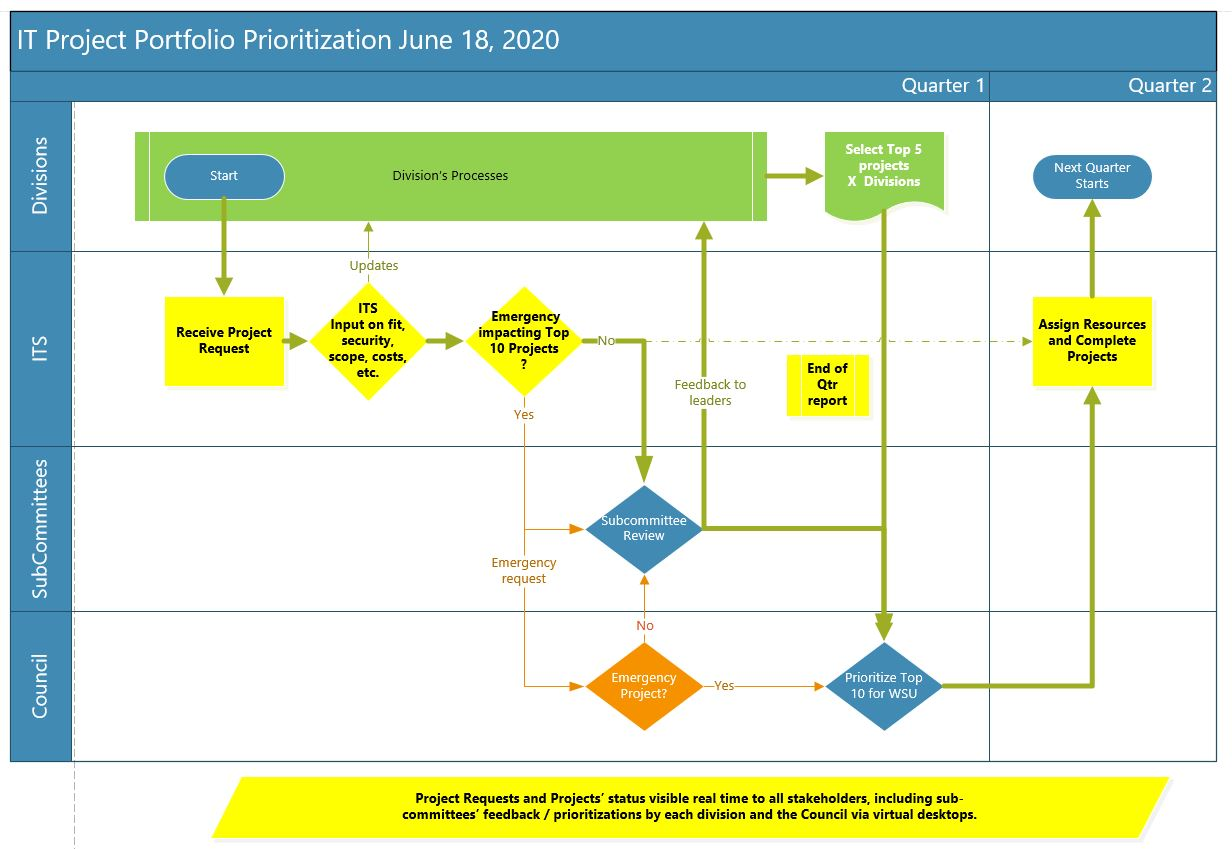 IT Project Portfolio Prioritization June 18, 2020
Quarter 1
Quarter 2
Divisions
Start
Division's Processes
Select Top 5
projects
X  Divisions
Next Quarter
Starts
Updates
ITS
Receive Project
Request
ITS
Input on fit,
security,
scope, costs,
etc.
Emergency
impacting Top
10 Projects
?
No
Feedback to
leaders
End of
Qtr
report
Assign Resources
and Complete
Projects
Yes
SubCommittees
Subcommittee
Review
Emergency
request
No
Council
Emergency
Project?
Yes
Prioritize Top
10 for WSU
Project Requests and Projects’ status visible real time to all stakeholders, including sub-
committees’ feedback / prioritizations by each division and the Council via virtual desktops.